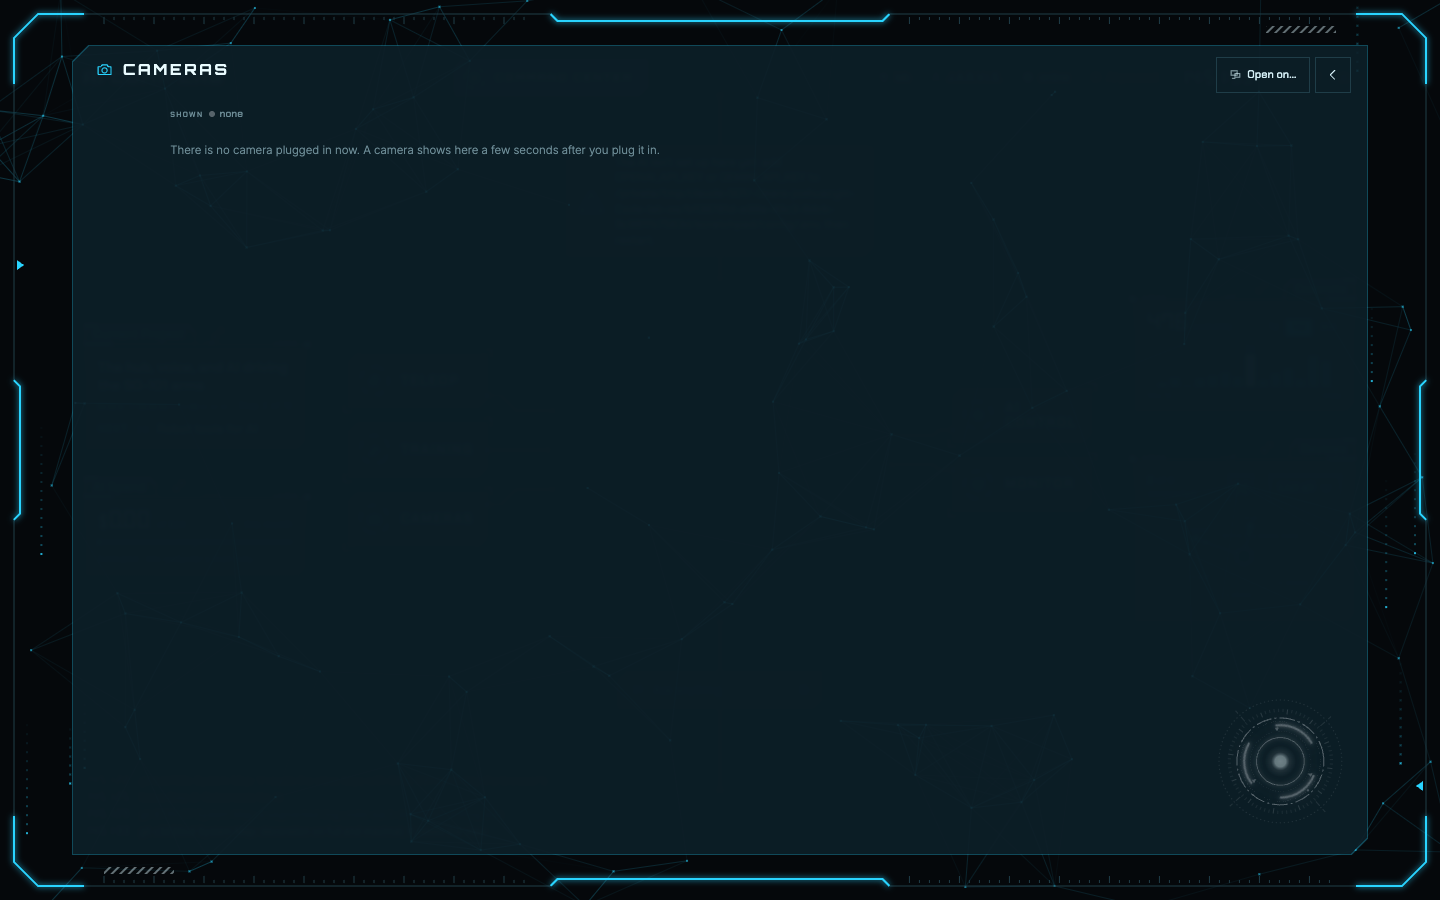 CAMERAS
Open on...
SHOWN none
There is no camera plugged in now. A camera shows here a few seconds after you plug it in.